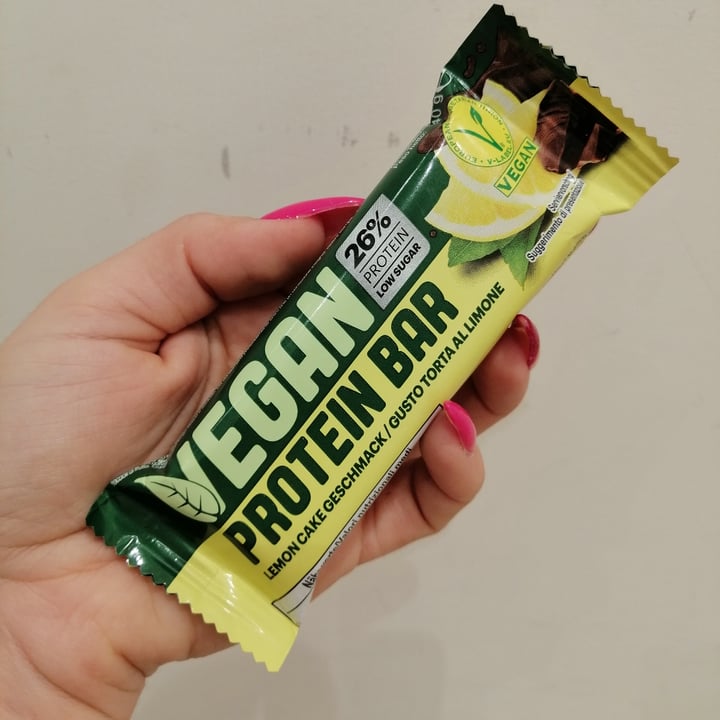 VEGAN
PROTEIN BAR
LEMON CAKE GESCHMACK / GUSTO TORTA AL LIMONE
26%
PROTEIN
LOW SUGAR
VEGAN
Suggerimento di presentazione